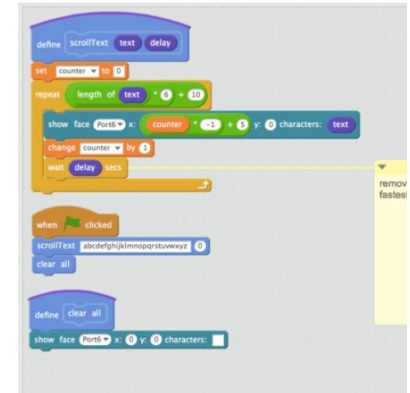 define scrollText text delay
set counter to 0
repeat length of text * 6 + 10
show face Port6 x: counter * -1 + 5 y: 0 characters: text
change counter by 1
wait delay secs
remov
fastest
when clicked
scrollText abcdefghijklmnopqrstuvwxyz 0
clear all
define clear all
show face Port6 x: 0 y: 0 characters: